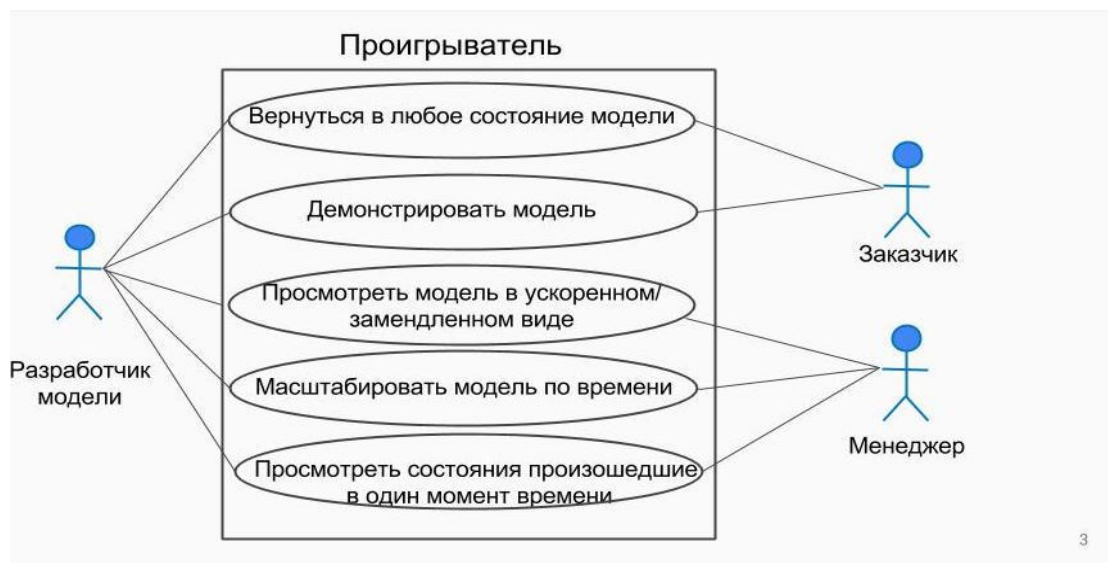 Проигрыватель
Вернуться в любое состояние модели
Демонстрировать модель
Просмотреть модель в ускоренном/
замендленном виде
Масштабировать модель по времени
Просмотреть состояния произошедшие
в один момент времени
Разработчик
модели
Заказчик
Менеджер
3